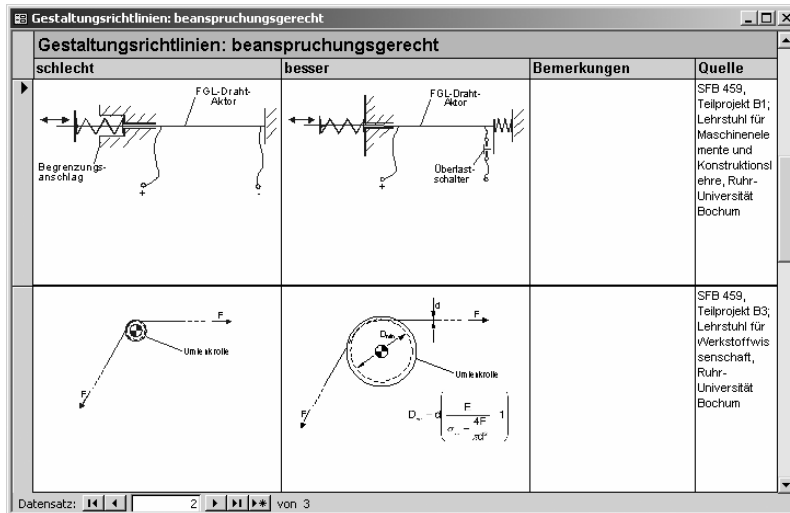 Gestaltungsrichtlinien: beanspruchungsgerecht
Gestaltungsrichtlinien: beanspruchungsgerecht
schlecht
besser
Bemerkungen
Quelle
FGL-Draht-
Aktor
Begrenzungs-
anschlag
+
-
FGL-Draht-
Aktor
Überlast-
schalter
+
-
SFB 459,
Teilprojekt B1;
Lehrstuhl für
Maschinenele
mente und
Konstruktionsl
ehre, Ruhr-
Universität
Bochum
F
Umlenkrolle
F
d
F
D
Umlenkrolle
F
D
d
F
4F
1
SFB 459,
Teilprojekt B3;
Lehrstuhl für
Werkstoffwis
senschaft,
Ruhr-
Universität
Bochum
Datensatz: 2 von 3